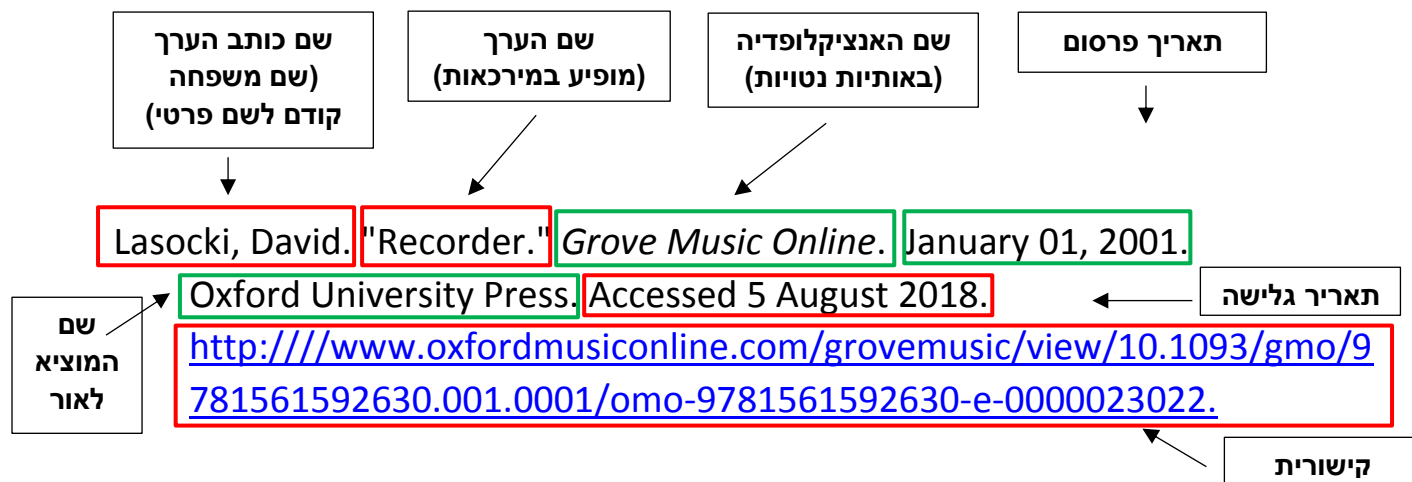 שם כותב הערך
(שם משפחה
קודם לשם פרטי)
שם הערך
(מופיע במירכאות)
שם האנציקלופדיה
(באותיות נטויות)
תאריך פרסום
Lasocki, David. "Recorder." Grove Music Online. January 01, 2001.
Oxford University Press. Accessed 5 August 2018.
http:////www.oxfordmusiconline.com/grovemusic/view/10.1093/gmo/9
781561592630.001.0001/omo-9781561592630-e-0000023022.
תאריך גלישה
שם
המוציא
לאור
קישורית